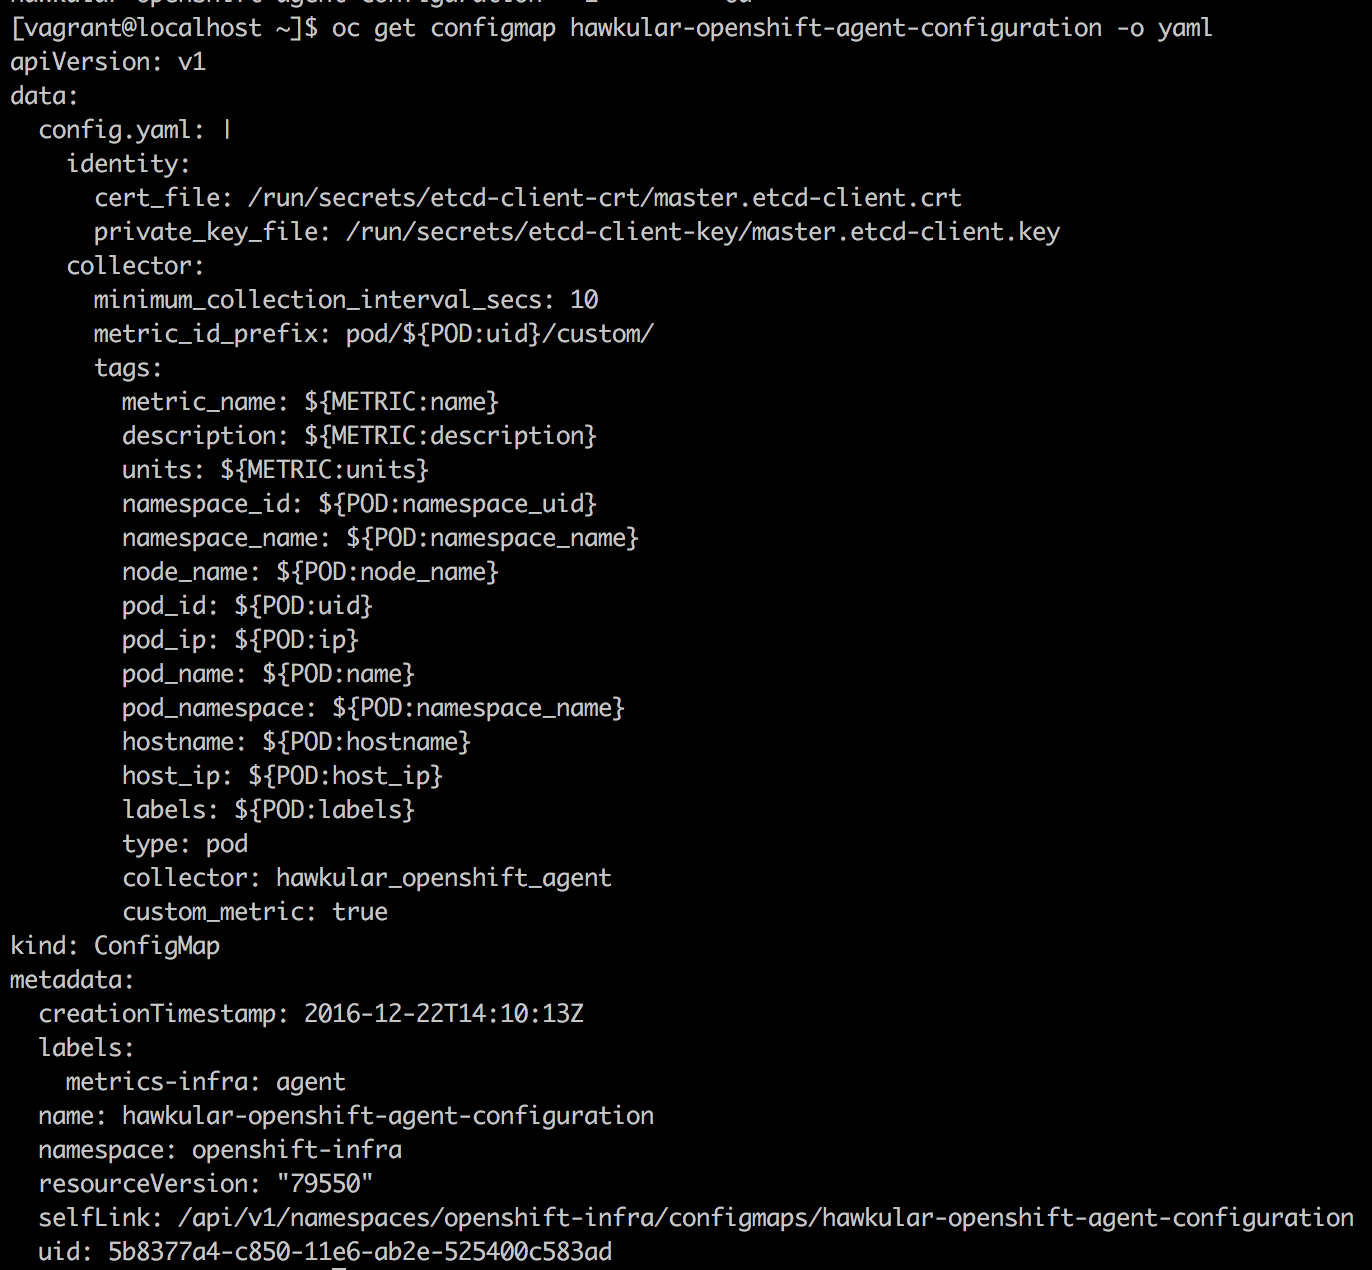 [vagrant@localhost ~]$ oc get configmap hawkular-openshift-agent-configuration -o yaml
apiVersion: v1
data:
  config.yaml: |
    identity:
      cert_file: /run/secrets/etcd-client-crt/master.etcd-client.crt
      private_key_file: /run/secrets/etcd-client-key/master.etcd-client.key
    collector:
      minimum_collection_interval_secs: 10
      metric_id_prefix: pod/${POD:uid}/custom/
      tags:
        metric_name: ${METRIC:name}
        description: ${METRIC:description}
        units: ${METRIC:units}
        namespace_id: ${POD:namespace_uid}
        namespace_name: ${POD:namespace_name}
        node_name: ${POD:node_name}
        pod_id: ${POD:uid}
        pod_ip: ${POD:ip}
        pod_name: ${POD:name}
        pod_namespace: ${POD:namespace_name}
        hostname: ${POD:hostname}
        host_ip: ${POD:host_ip}
        labels: ${POD:labels}
        type: pod
        collector: hawkular_openshift_agent
        custom_metric: true
kind: ConfigMap
metadata:
  creationTimestamp: 2016-12-22T14:10:13Z
  labels:
    metrics-infra: agent
  name: hawkular-openshift-agent-configuration
  namespace: openshift-infra
  resourceVersion: "79550"
  selfLink: /api/v1/namespaces/openshift-infra/configmaps/hawkular-openshift-agent-configuration
  uid: 5b8377a4-c850-11e6-ab2e-525400c583ad